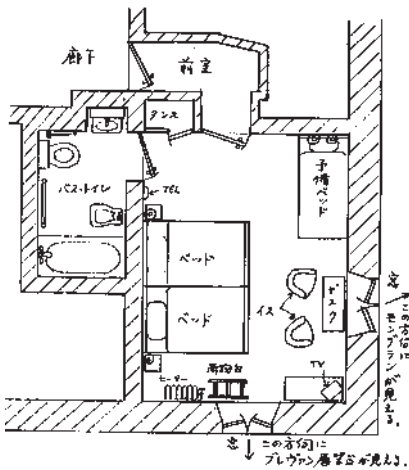 廊下
前室
タンス
バス・トイレ
TEL
予備ベッド
ベッド
ベッド
イス
デスク
窓
この方向に
モンブランが見える。
TV
ヒーター
荷物台
窓
この方向に
ブレヴァン展望台が見える。